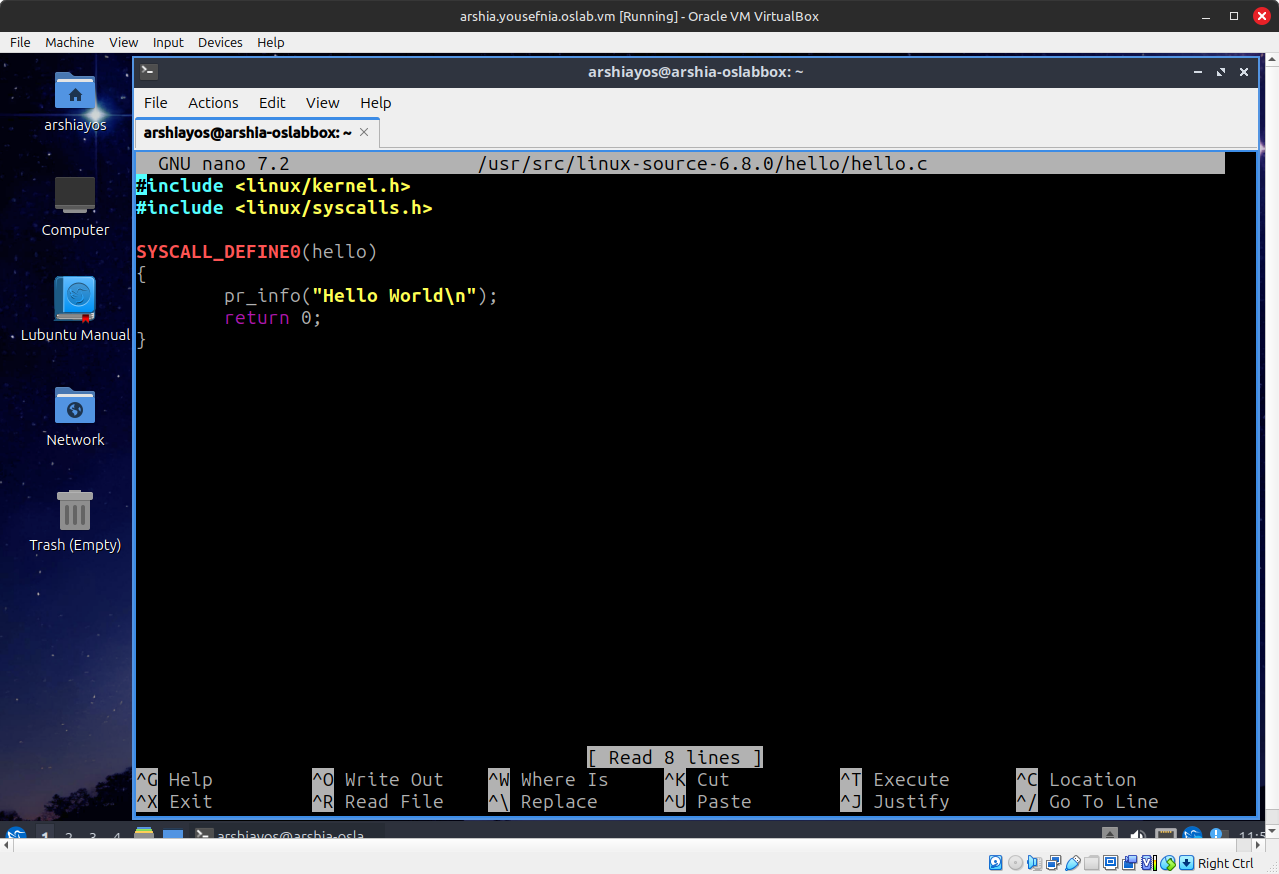 arshia.yousefnia.oslab.vm [Running] - Oracle VM VirtualBox
File Machine View Input Devices Help
arshiayos@arshia-oslabbox: ~
File Actions Edit View Help
arshiayos@arshia-oslabbox: ~
GNU nano 7.2 /usr/src/linux-source-6.8.0/hello/hello.c
#include <linux/kernel.h>
#include <linux/syscalls.h>
SYSCALL_DEFINE0(hello)
{
pr_info("Hello World\n");
return 0;
}
arshiayos
Computer
Lubuntu Manual
Network
Trash (Empty)
[ Read 8 lines ]
^G Help ^O Write Out ^W Where Is ^K Cut ^T Execute ^C Location
^X Exit ^R Read File ^\ Replace ^U Paste ^J Justify ^/ Go To Line
1 2 3 4 arshiayos@arshia-osla
Right Ctrl